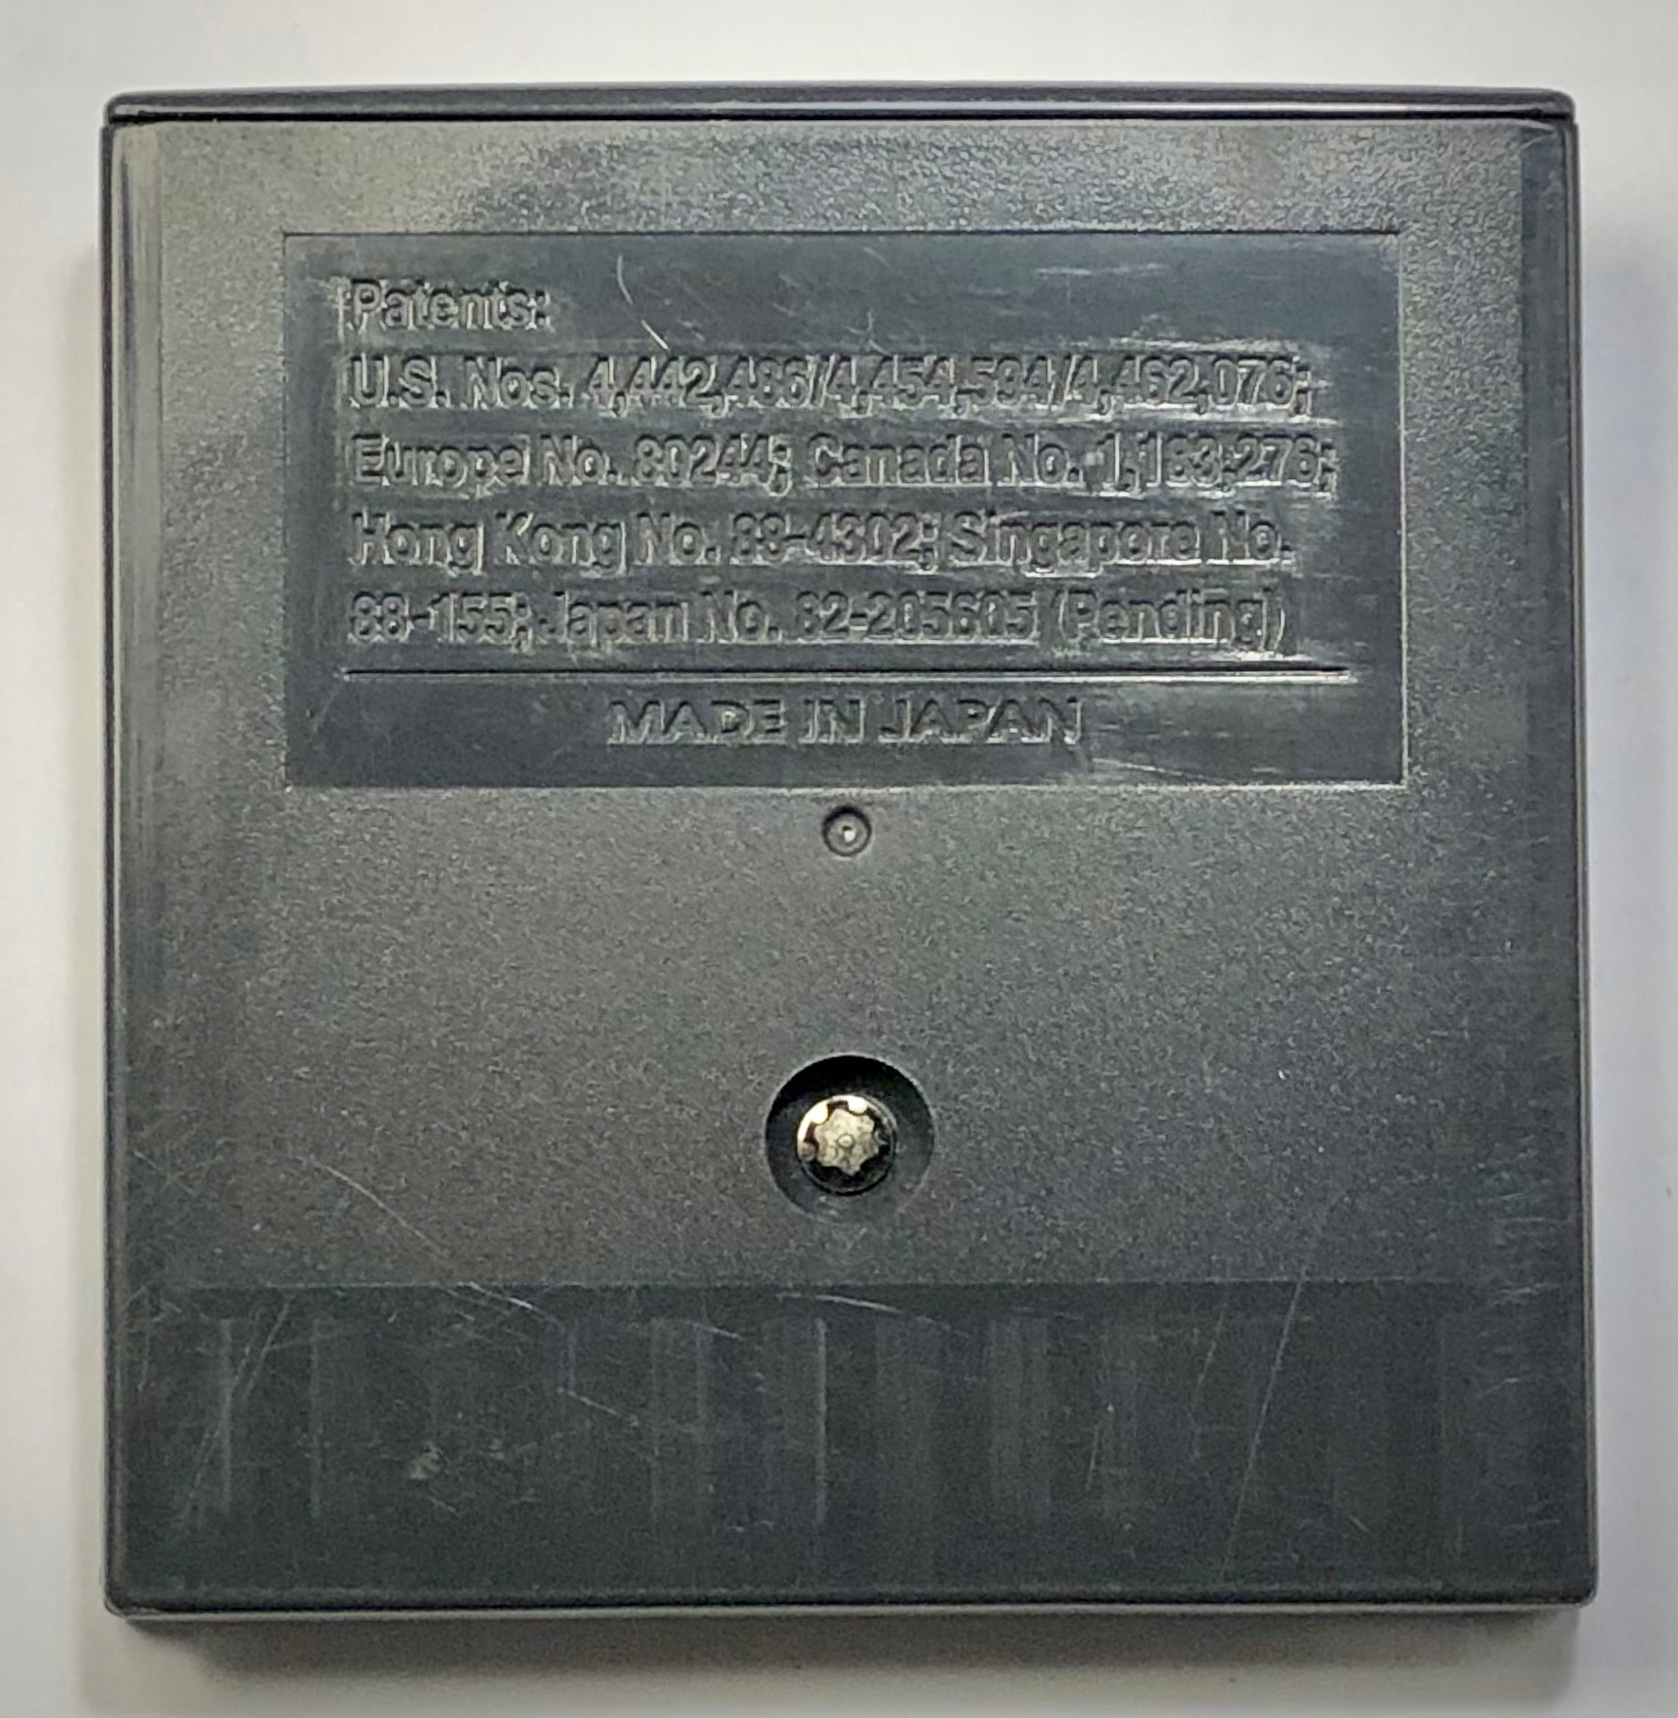 Patents:
U.S. Nos. 4,442,486/4,454,594/4,462,076;
Europe No. 80244; Canada No. 1,183,276;
Hong Kong No. 88-4302; Singapore No.
88-155; Japan No. 82-205605 (Pending)
MADE IN JAPAN